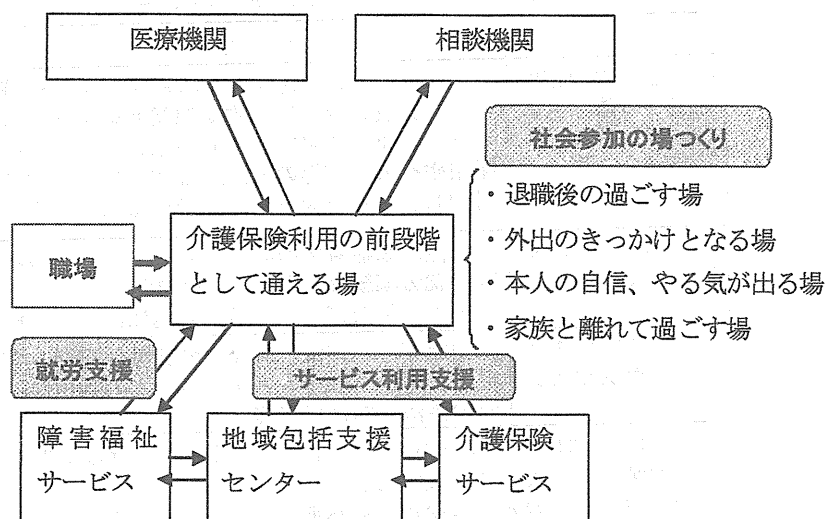 医療機関
相談機関
社会参加の場つくり
・退職後の過ごす場
・外出のきっかけとなる場
・本人の自信、やる気が出る場
・家族と離れて過ごす場
介護保険利用の前段階
として通える場
職場
就労支援
サービス利用支援
障害福祉
サービス
地域包括支援
センター
介護保険
サービス